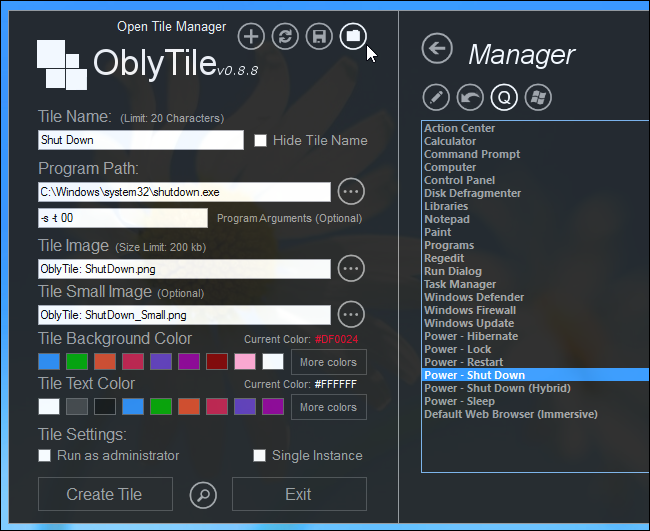 Open Tile Manager
OblyTile v0.8.8
Tile Name: (Limit: 20 Characters)
Shut Down
Hide Tile Name
Program Path:
C:\Windows\system32\shutdown.exe
-s -t 00
Program Arguments (Optional)
Tile Image (Size Limit: 200 kb)
OblyTile: ShutDown.png
Tile Small Image (Optional)
OblyTile: ShutDown_Small.png
Tile Background Color
Current Color: #DF0024
More colors
Tile Text Color
Current Color: #FFFFFF
More colors
Tile Settings:
Run as administrator
Single Instance
Create Tile
Exit
Manager
Q
Action Center
Calculator
Command Prompt
Computer
Control Panel
Disk Defragmenter
Libraries
Notepad
Paint
Programs
Regedit
Run Dialog
Task Manager
Windows Defender
Windows Firewall
Windows Update
Power - Hibernate
Power - Lock
Power - Restart
Power - Shut Down
Power - Shut Down (Hybrid)
Power - Sleep
Default Web Browser (Immersive)